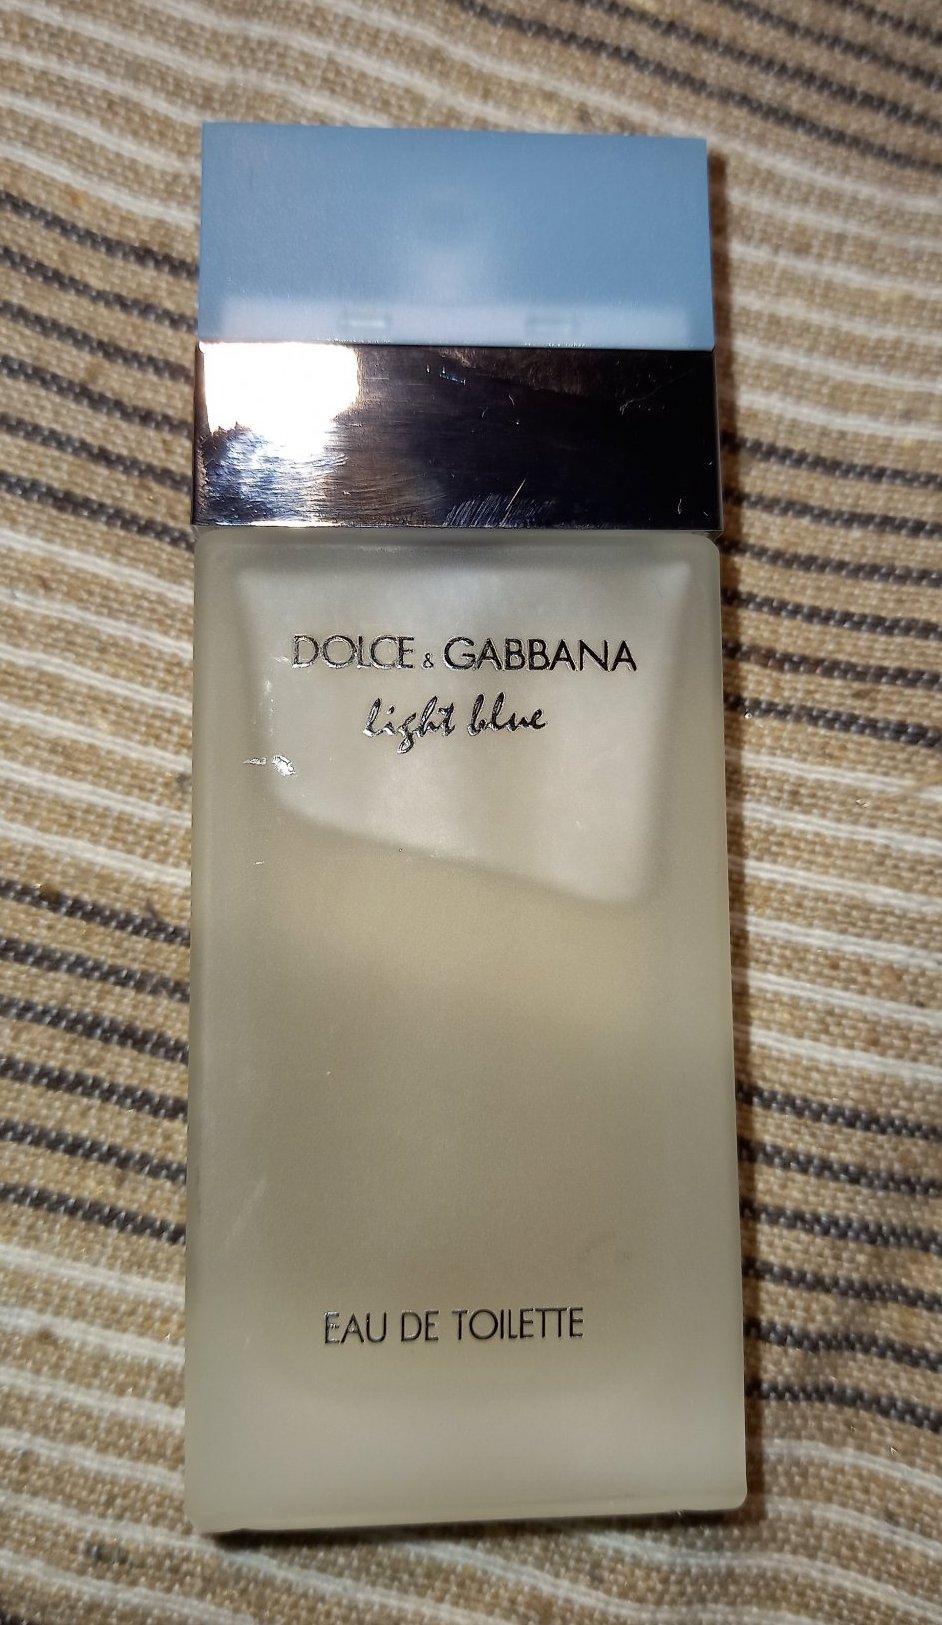 DOLCE & GABBANA
light blue
EAU DE TOILETTE